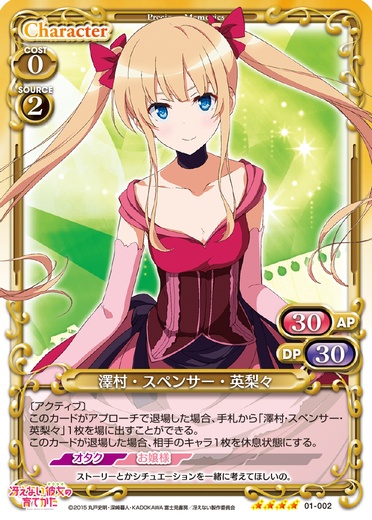 Precious Memories
Character
COST
0
SOURCE
2
30 AP
DP 30
澤村・スペンサー・英梨々
［アクティブ］
このカードがアプローチで退場した場合、手札から「澤村・スペンサー・
英梨々」1枚を場に出すことができる。
このカードが退場した場合、相手のキャラ1枚を休息状態にする。
オタク お嬢様
ストーリーとかシチュエーションを一緒に考えてほしいの。
冴えない彼女の
育てかた
©2015 丸戸史明・深崎暮人・KADOKAWA 富士見書房／冴えない製作委員会
★★★★ 01-002